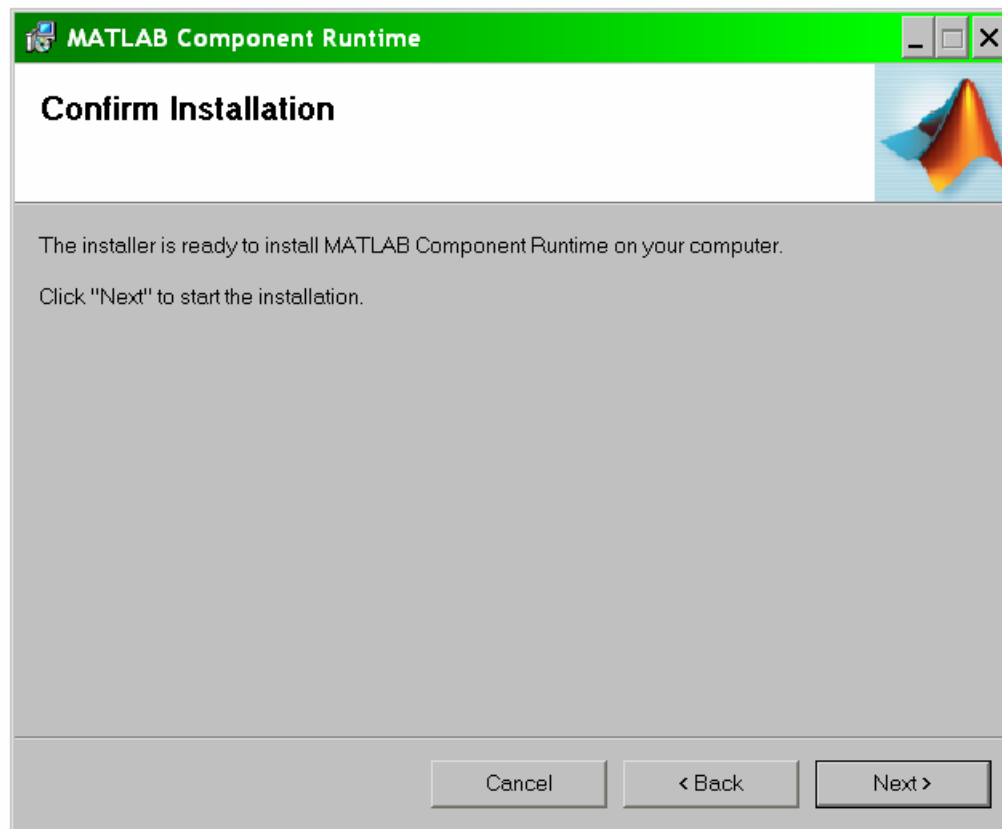 MATLAB Component Runtime
Confirm Installation
The installer is ready to install MATLAB Component Runtime on your computer.
Click "Next" to start the installation.
Cancel
< Back
Next >